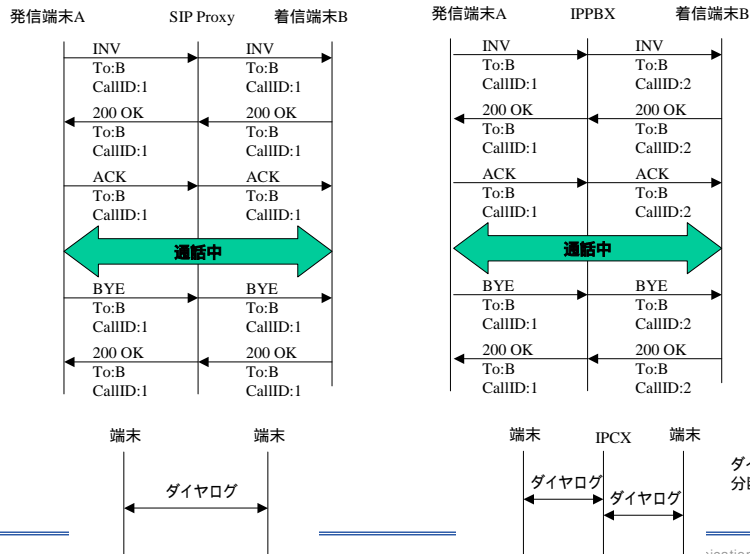 発信端末A SIP Proxy 着信端末B
INV INV
To:B To:B
CallID:1 CallID:1
200 OK 200 OK
To:B To:B
CallID:1 CallID:1
ACK ACK
To:B To:B
CallID:1 CallID:1
通話中
BYE BYE
To:B To:B
CallID:1 CallID:1
200 OK 200 OK
To:B To:B
CallID:1 CallID:1
端末 端末
ダイヤログ
発信端末A IPPBX 着信端末B
INV INV
To:B To:B
CallID:1 CallID:2
200 OK 200 OK
To:B To:B
CallID:1 CallID:2
ACK ACK
To:B To:B
CallID:1 CallID:2
通話中
BYE BYE
To:B To:B
CallID:1 CallID:2
200 OK 200 OK
To:B To:B
CallID:1 CallID:2
端末 IPCX 端末
ダイヤログ
ダイヤログ